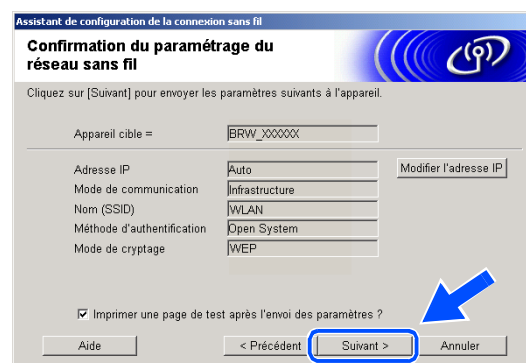 Assistant de configuration de la connexion sans fil
Confirmation du paramétrage du
réseau sans fil
Cliquez sur [Suivant] pour envoyer les paramètres suivants à l'appareil.
Appareil cible = BRW_XXXXXX
Adresse IP Auto Modifier l'adresse IP
Mode de communication Infrastructure
Nom (SSID) WLAN
Méthode d'authentification Open System
Mode de cryptage WEP
Imprimer une page de test après l'envoi des paramètres ?
Aide < Précédent Suivant > Annuler